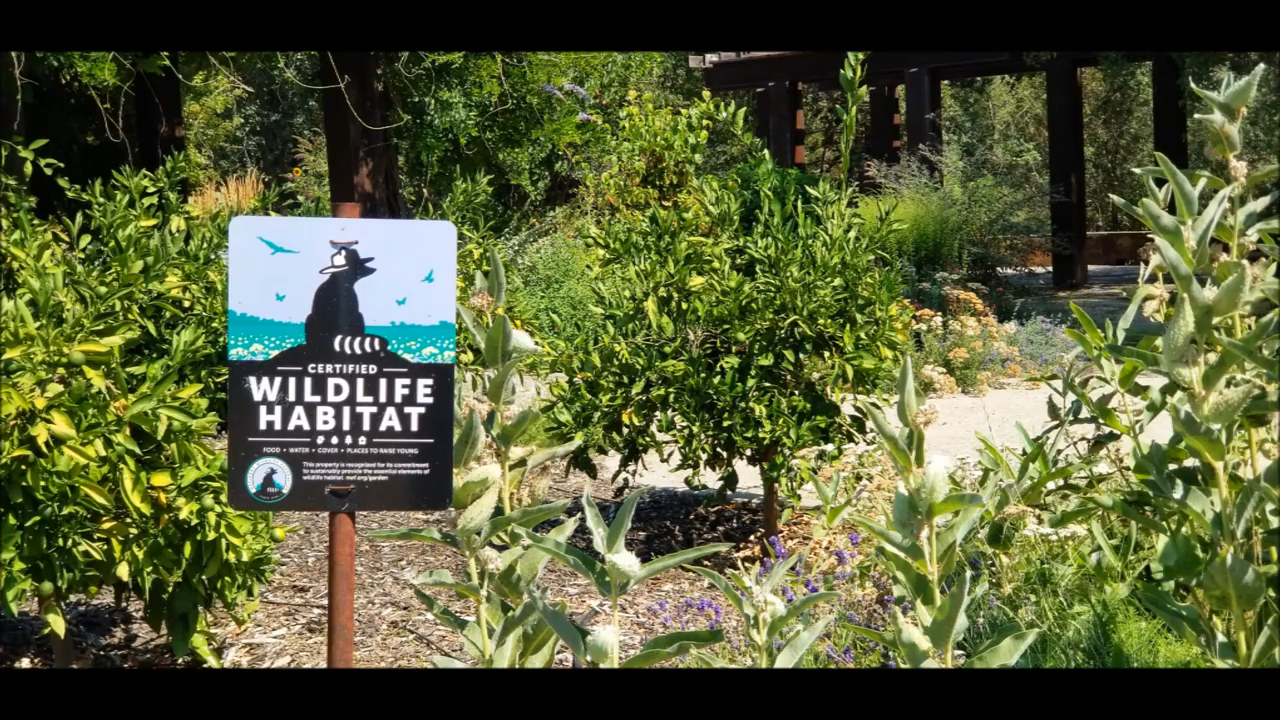 CERTIFIED
WILDLIFE
HABITAT
FOOD • WATER • COVER • PLACES TO RAISE YOUNG
This property is recognized for its commitment
to sustainably provide the essential elements of
wildlife habitat. nwf.org/garden